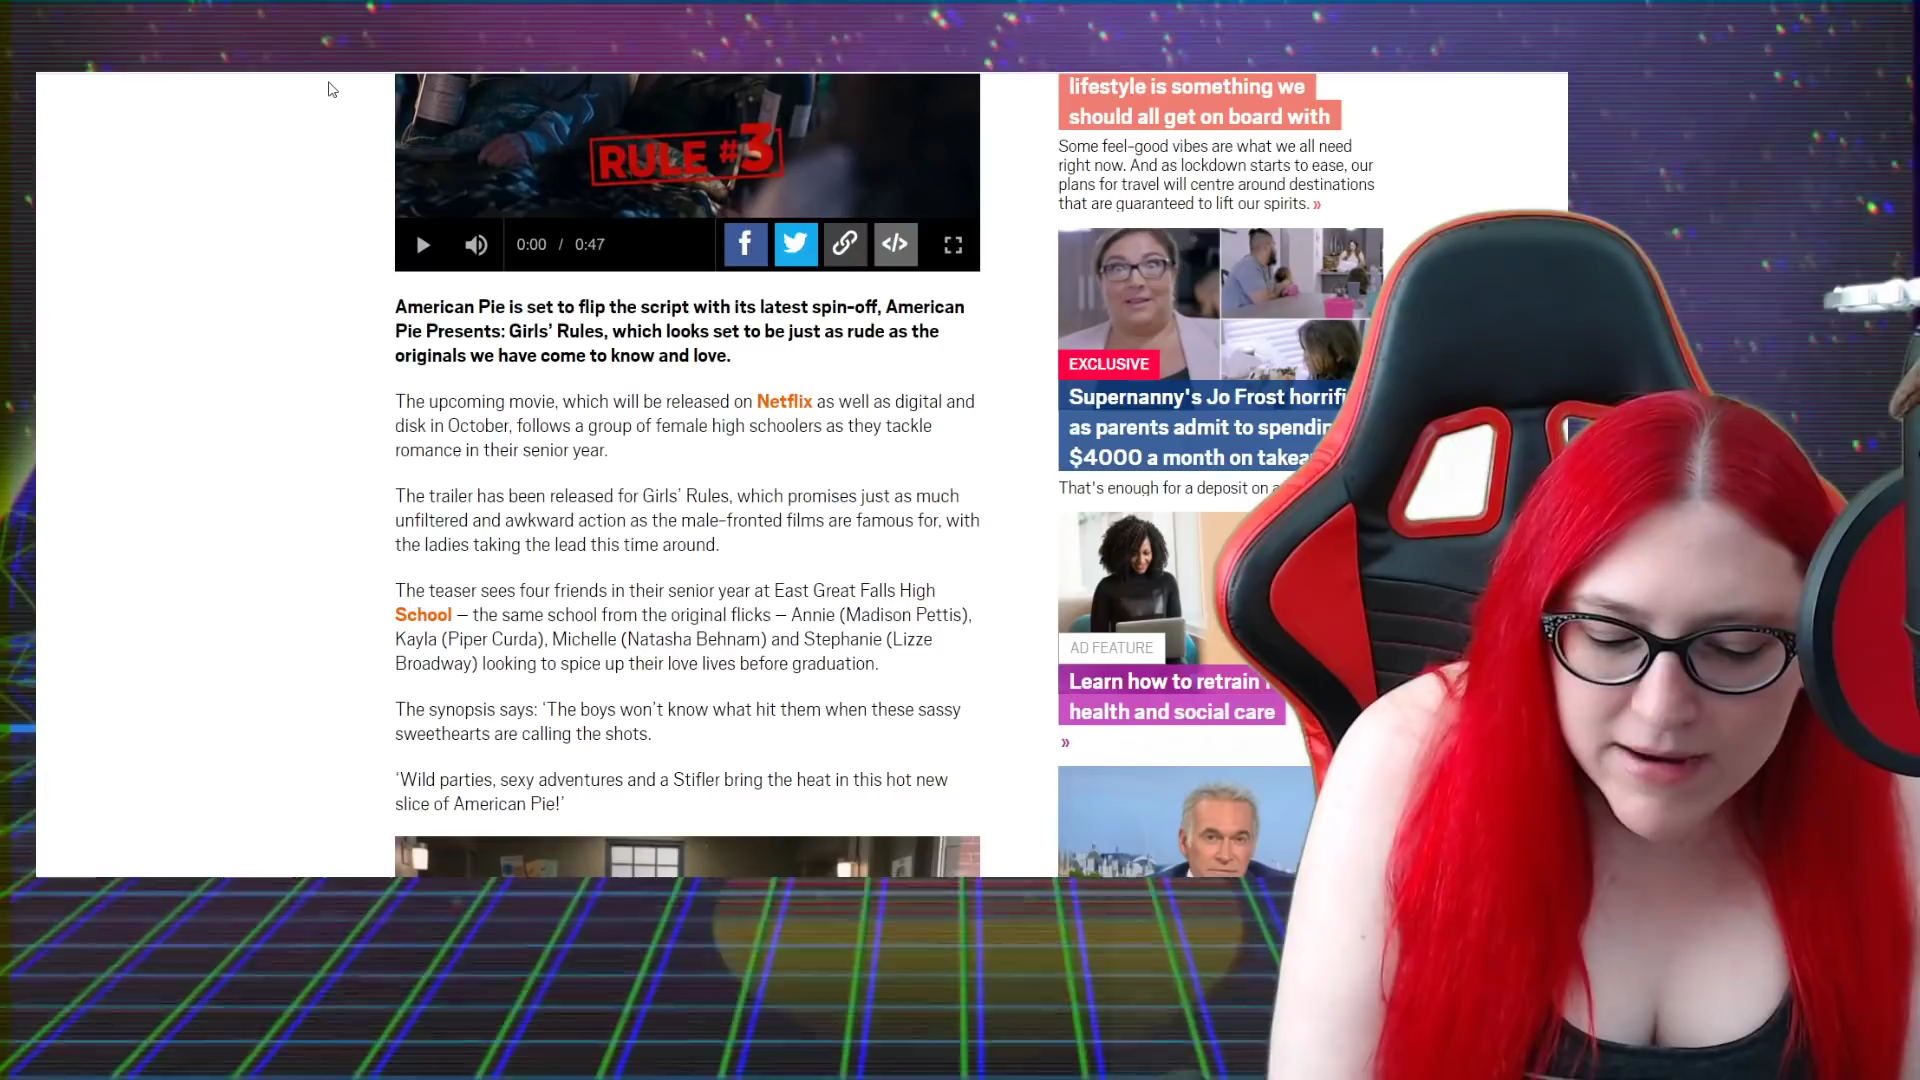 RULE #3
0:00 / 0:47
American Pie is set to flip the script with its latest spin-off, American
Pie Presents: Girls’ Rules, which looks set to be just as rude as the
originals we have come to know and love.
The upcoming movie, which will be released on Netflix as well as digital and
disk in October, follows a group of female high schoolers as they tackle
romance in their senior year.
The trailer has been released for Girls’ Rules, which promises just as much
unfiltered and awkward action as the male-fronted films are famous for, with
the ladies taking the lead this time around.
The teaser sees four friends in their senior year at East Great Falls High
School – the same school from the original flicks – Annie (Madison Pettis),
Kayla (Piper Curda), Michelle (Natasha Behnam) and Stephanie (Lizze
Broadway) looking to spice up their love lives before graduation.
The synopsis says: ‘The boys won’t know what hit them when these sassy
sweethearts are calling the shots.
‘Wild parties, sexy adventures and a Stifler bring the heat in this hot new
slice of American Pie!’
lifestyle is something we
should all get on board with
Some feel-good vibes are what we all need
right now. And as lockdown starts to ease, our
plans for travel will centre around destinations
that are guaranteed to lift our spirits. »
EXCLUSIVE
Supernanny's Jo Frost
as parents admit to
$4000 a month on
That's enough for a deposit on
AD FEATURE
Learn how to retrain
health and social care
»